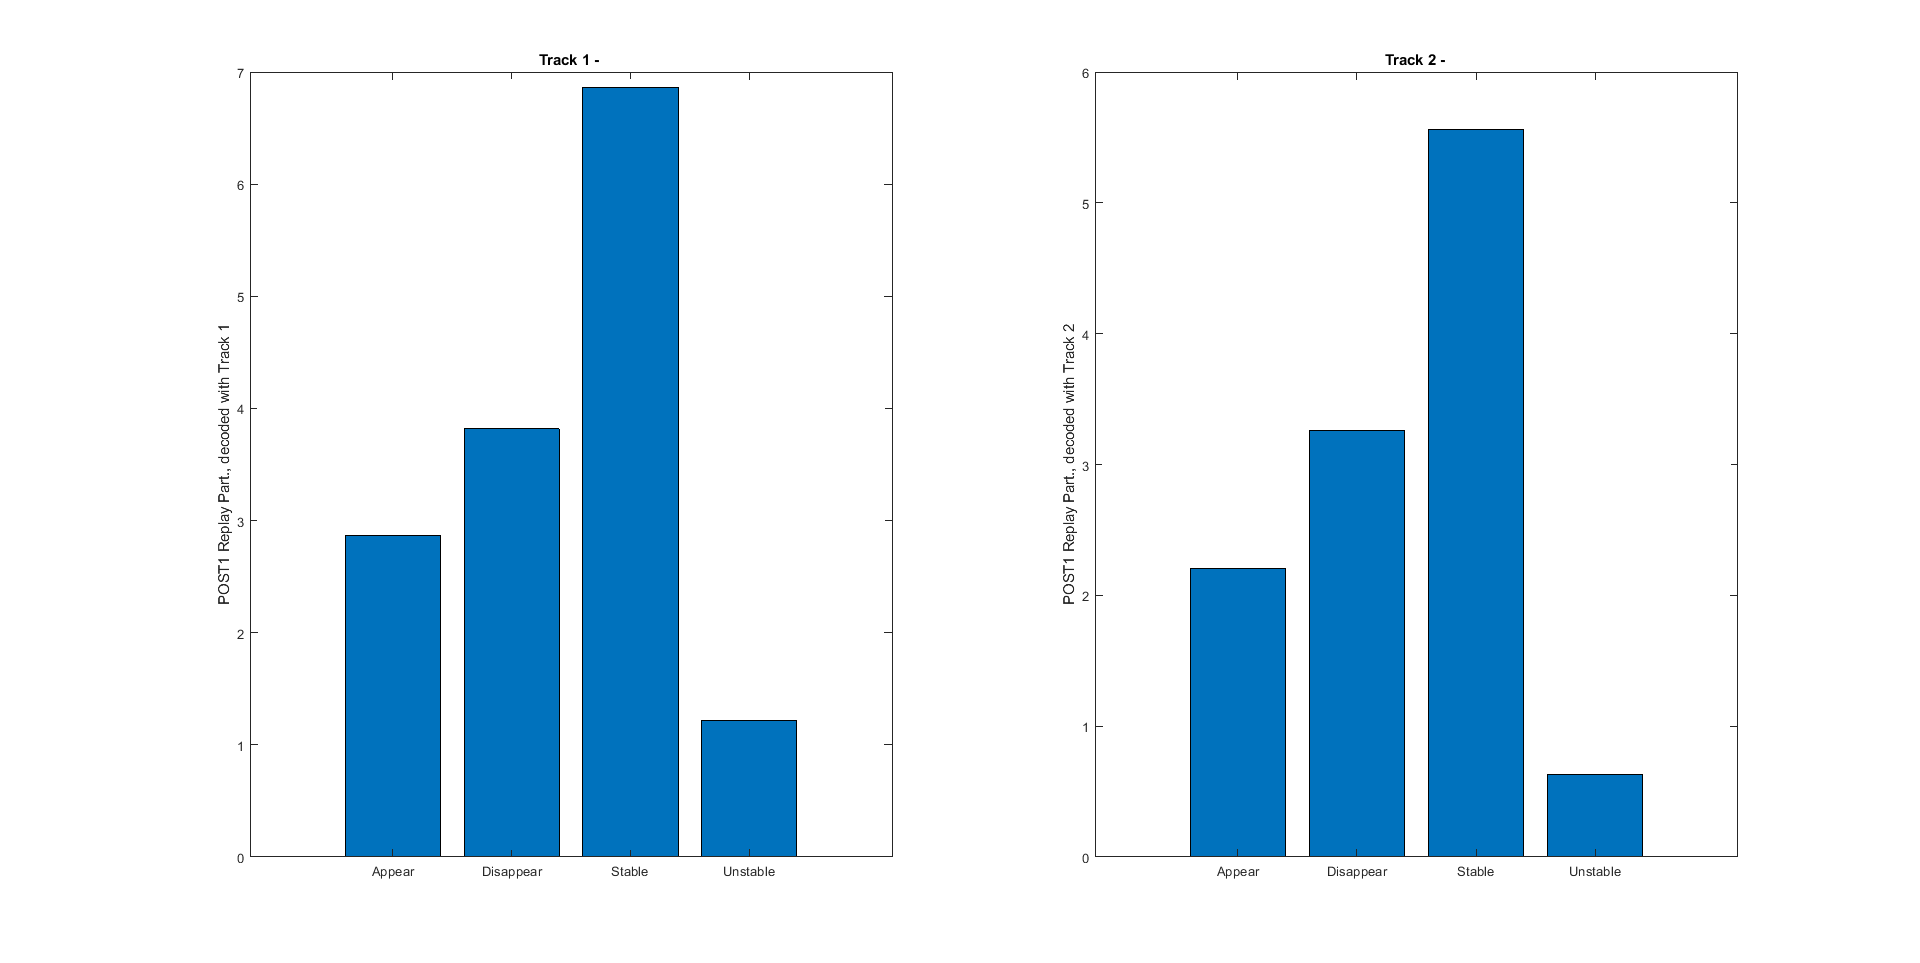 Track 1 -
7
6
5
4
3
2
1
0
POST1 Replay Part., decoded with Track 1
Appear Disappear Stable Unstable
Track 2 -
6
5
4
3
2
1
0
POST1 Replay Part., decoded with Track 2
Appear Disappear Stable Unstable